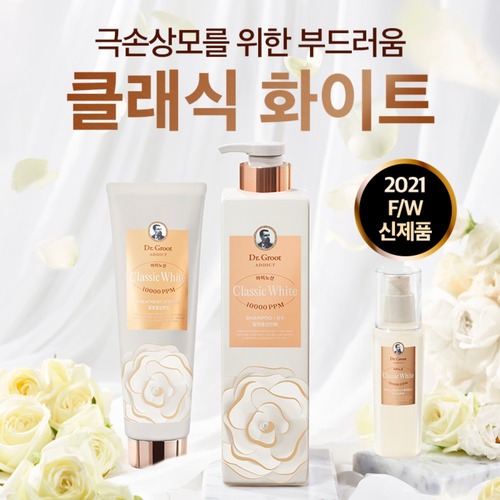 극손상모를 위한 부드러움
클래식 화이트
2021
F/W
신제품
Dr. Groot
ADDICT
Classic White
10000 PPM
Dr. Groot
ADDICT
Classic White
10000 PPM
SHAMPOO
Dr. Groot
Classic White